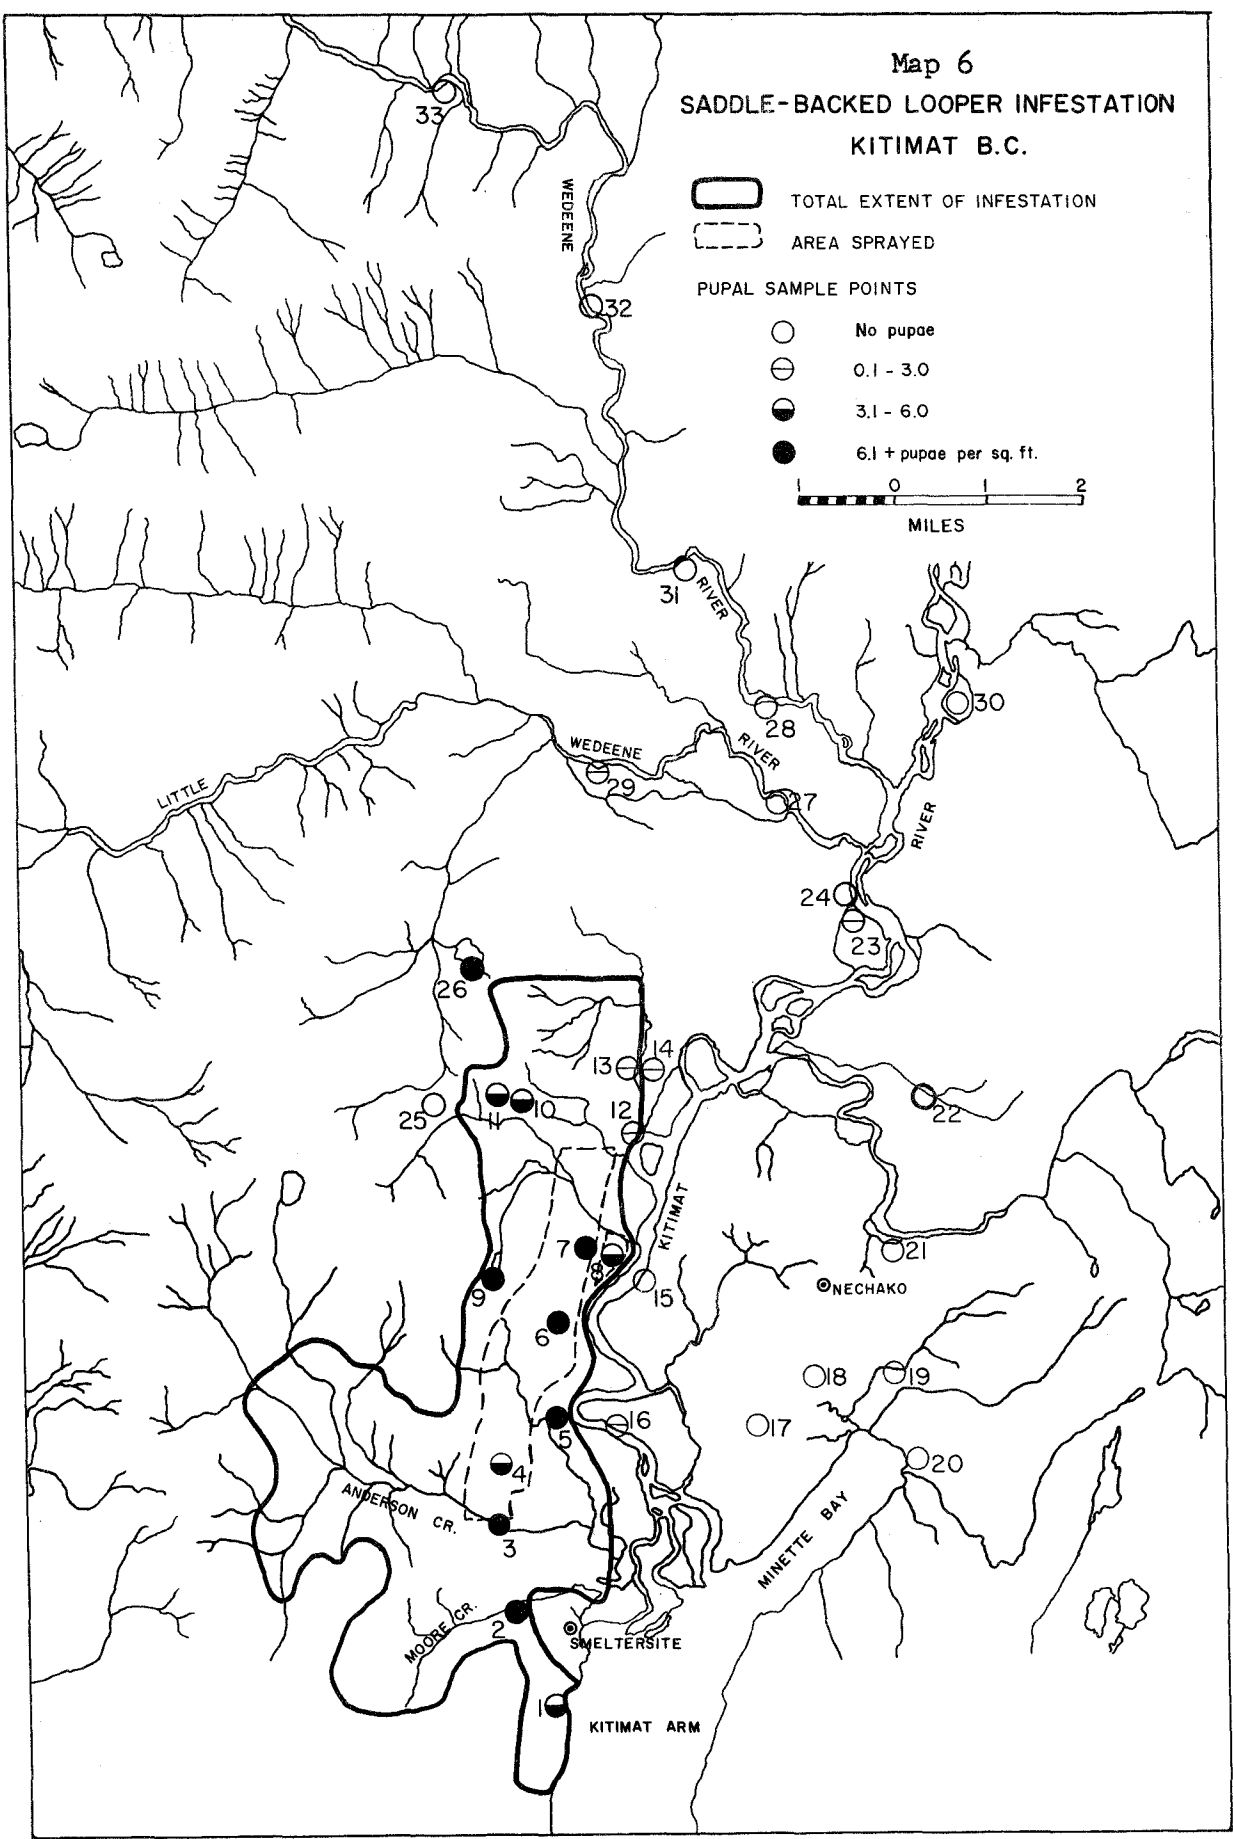 Map 6
SADDLE-BACKED LOOPER INFESTATION
KITIMAT B.C.
TOTAL EXTENT OF INFESTATION
AREA SPRAYED
PUPAL SAMPLE POINTS
No pupae
0.1 - 3.0
3.1 - 6.0
6.1 + pupae per sq. ft.
1 0 1 2
MILES
33
WEDEENE
32
31
RIVER
30
28
WEDEENE
RIVER
29
27
LITTLE
RIVER
24
23
26
13
14
25
11
10
12
22
KITIMAT
7
8
21
9
15
NECHAKO
6
18
19
5
16
17
4
20
ANDERSON CR.
3
MINETTE BAY
MOORE CR.
2
SMELTERSITE
1
KITIMAT ARM